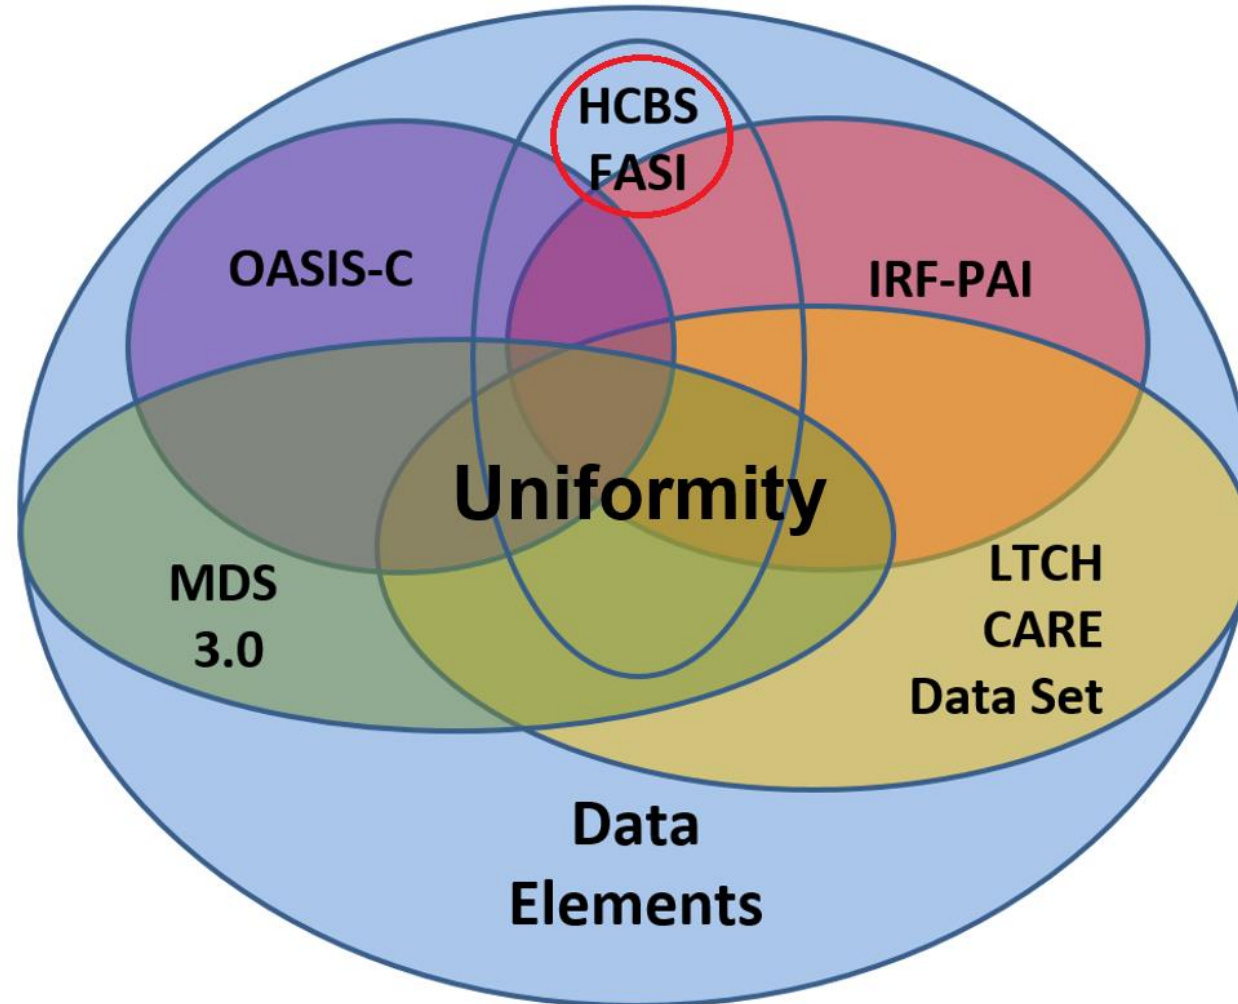 HCBS
FASI
OASIS-C
IRF-PAI
Uniformity
MDS
3.0
LTCH
CARE
Data Set
Data
Elements